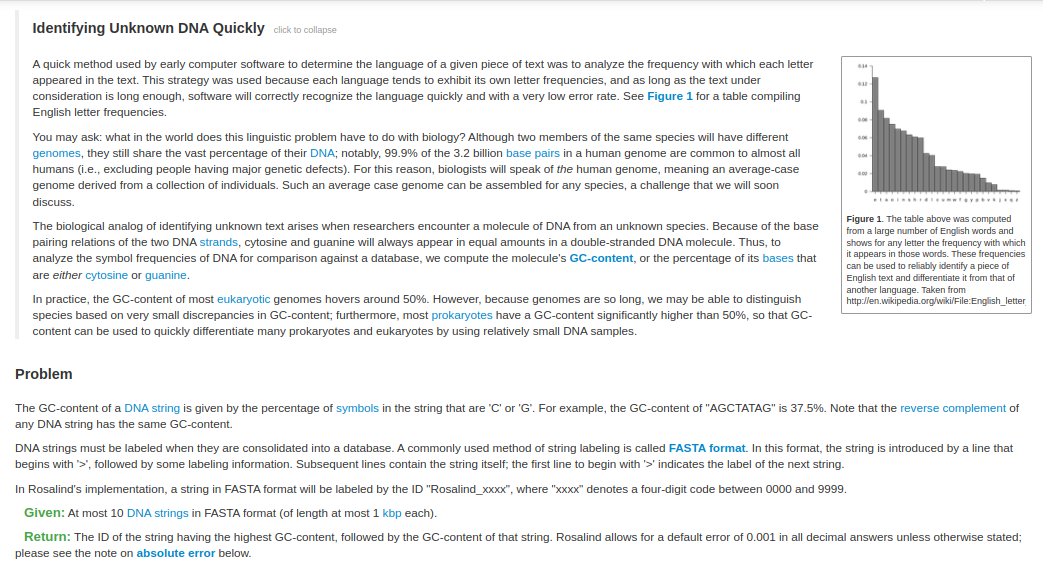 Identifying Unknown DNA Quickly click to collapse
A quick method used by early computer software to determine the language of a given piece of text was to analyze the frequency with which each letter
appeared in the text. This strategy was used because each language tends to exhibit its own letter frequencies, and as long as the text under
consideration is long enough, software will correctly recognize the language quickly and with a very low error rate. See Figure 1 for a table compiling
English letter frequencies.
You may ask: what in the world does this linguistic problem have to do with biology? Although two members of the same species will have different
genomes, they still share the vast percentage of their DNA; notably, 99.9% of the 3.2 billion base pairs in a human genome are common to almost all
humans (i.e., excluding people having major genetic defects). For this reason, biologists will speak of the human genome, meaning an average-case
genome derived from a collection of individuals. Such an average case genome can be assembled for any species, a challenge that we will soon
discuss.
The biological analog of identifying unknown text arises when researchers encounter a molecule of DNA from an unknown species. Because of the base
pairing relations of the two DNA strands, cytosine and guanine will always appear in equal amounts in a double-stranded DNA molecule. Thus, to
analyze the symbol frequencies of DNA for comparison against a database, we compute the molecule's GC-content, or the percentage of its bases that
are either cytosine or guanine.
In practice, the GC-content of most eukaryotic genomes hovers around 50%. However, because genomes are so long, we may be able to distinguish
species based on very small discrepancies in GC-content; furthermore, most prokaryotes have a GC-content significantly higher than 50%, so that GC-
content can be used to quickly differentiate many prokaryotes and eukaryotes by using relatively small DNA samples.
Figure 1. The table above was computed
from a large number of English words and
shows for any letter the frequency with which
it appears in those words. These frequencies
can be used to reliably identify a piece of
English text and differentiate it from that of
another language. Taken from
http://en.wikipedia.org/wiki/File:English_letter
Problem
The GC-content of a DNA string is given by the percentage of symbols in the string that are 'C' or 'G'. For example, the GC-content of "AGCTATAG" is 37.5%. Note that the reverse complement of
any DNA string has the same GC-content.
DNA strings must be labeled when they are consolidated into a database. A commonly used method of string labeling is called FASTA format. In this format, the string is introduced by a line that
begins with '>', followed by some labeling information. Subsequent lines contain the string itself; the first line to begin with '>' indicates the label of the next string.
In Rosalind's implementation, a string in FASTA format will be labeled by the ID "Rosalind_xxxx", where "xxxx" denotes a four-digit code between 0000 and 9999.
Given: At most 10 DNA strings in FASTA format (of length at most 1 kbp each).
Return: The ID of the string having the highest GC-content, followed by the GC-content of that string. Rosalind allows for a default error of 0.001 in all decimal answers unless otherwise stated;
please see the note on absolute error below.